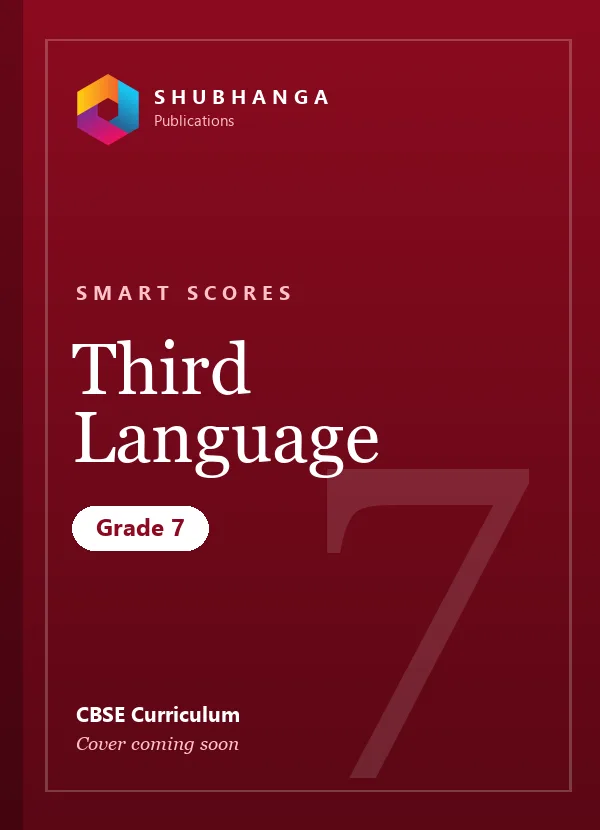 SHUBHANGA
Publications
SMART SCORES
Third
Language
Grade 7
7
CBSE Curriculum
Cover coming soon